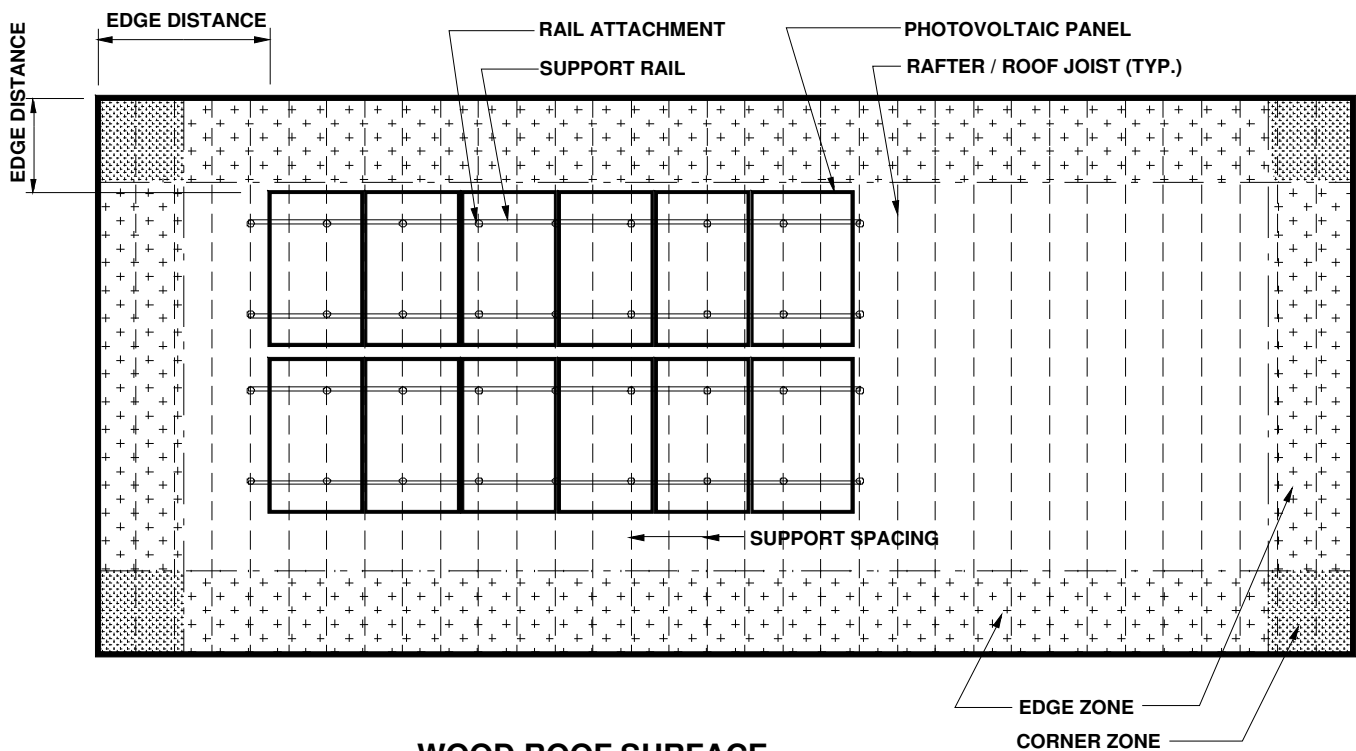 EDGE DISTANCE
EDGE DISTANCE
RAIL ATTACHMENT
SUPPORT RAIL
PHOTOVOLTAIC PANEL
RAFTER / ROOF JOIST (TYP.)
SUPPORT SPACING
EDGE ZONE
CORNER ZONE
WOOD ROOF SURFACE